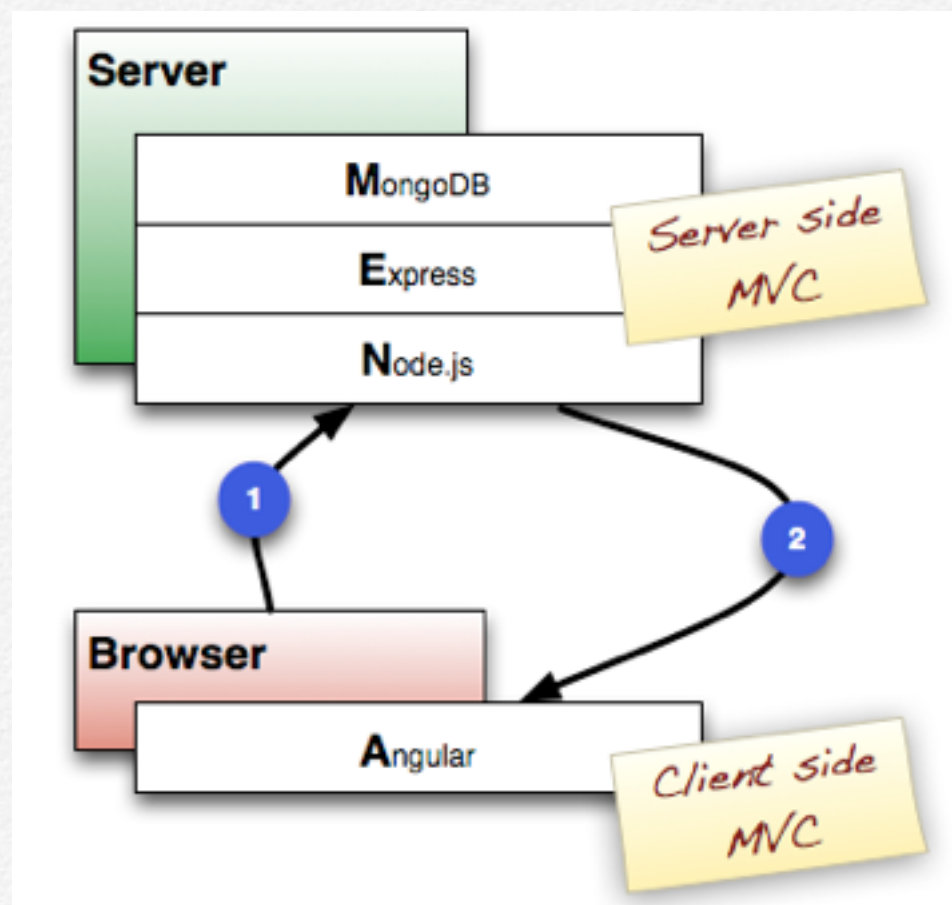 Server
MongoDB
Server side
MVC
Express
Node.js
1
2
Browser
Angular
Client side
MVC